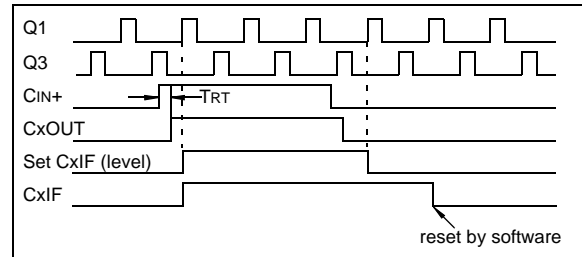 Q1
Q3
CIN+
TRT
CxOUT
Set CxIF (level)
CxIF
reset by software